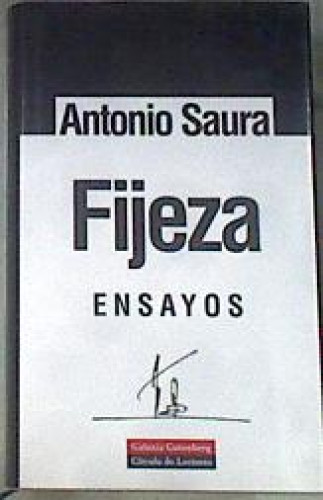 Antonio Saura
Fijeza
ENSAYOS
Galaxia Gutenberg
Círculo de Lectores